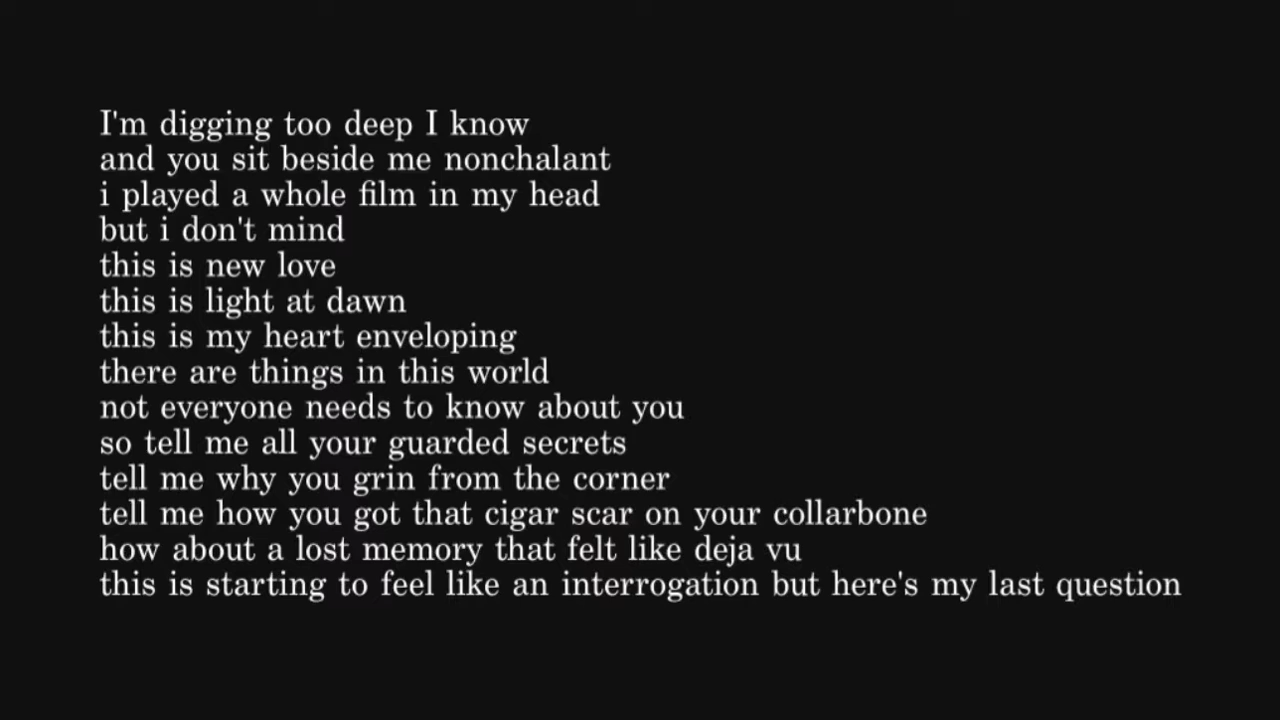 I'm digging too deep I know
and you sit beside me nonchalant
i played a whole film in my head
but i don't mind
this is new love
this is light at dawn
this is my heart enveloping
there are things in this world
not everyone needs to know about you
so tell me all your guarded secrets
tell me why you grin from the corner
tell me how you got that cigar scar on your collarbone
how about a lost memory that felt like deja vu
this is starting to feel like an interrogation but here's my last question